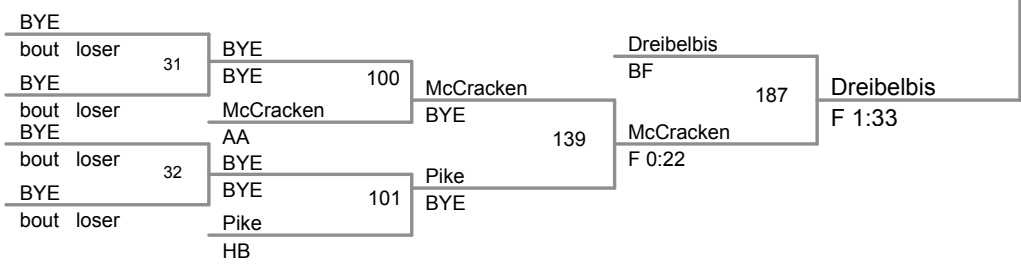 BYE
bout loser
31
BYE
bout loser
BYE
bout loser
32
BYE
bout loser
BYE
BYE
100
McCracken
AA
BYE
BYE
101
Pike
HB
McCracken
BYE
139
Pike
BYE
Dreibelbis
BF
187
McCracken
F 0:22
Dreibelbis
F 1:33